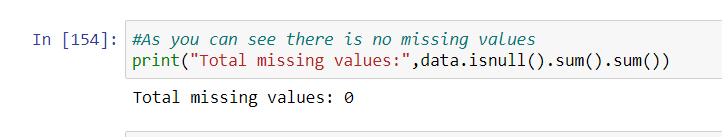 In [154]: #As you can see there is no missing values
print("Total missing values:",data.isnull().sum().sum())
Total missing values: 0